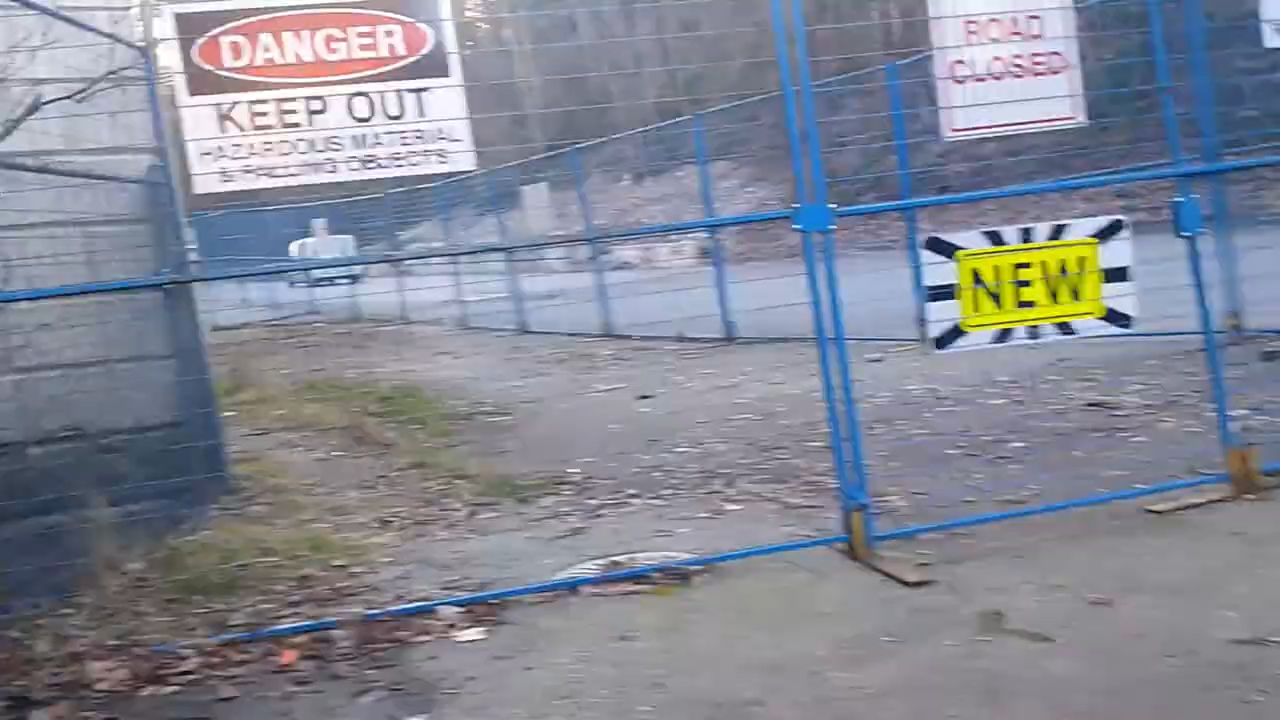 DANGER
KEEP OUT
HAZARDOUS MATERIAL
& FALLING OBJECTS
ROAD
CLOSED
NEW